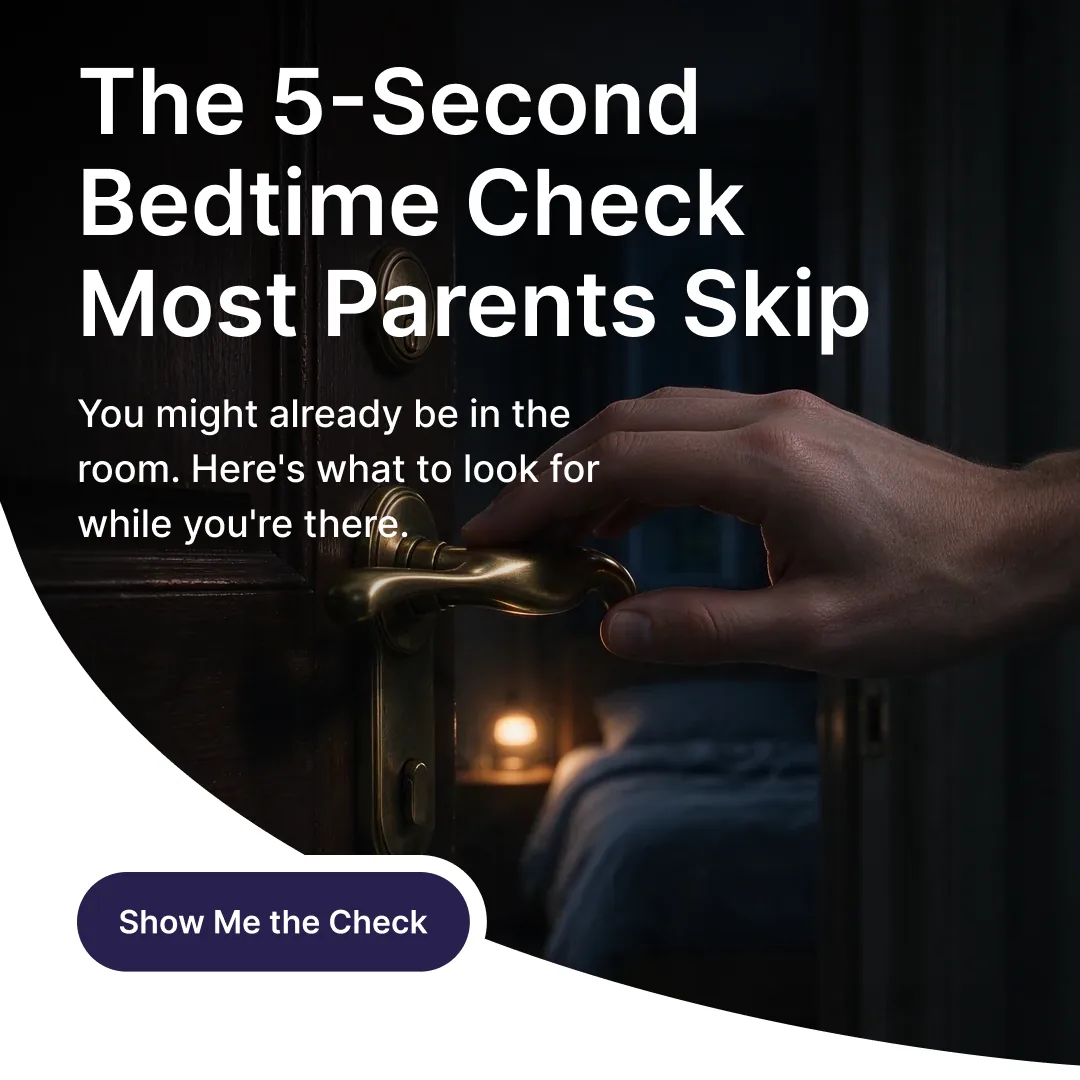 The 5-Second
Bedtime Check
Most Parents Skip
You might already be in the
room. Here's what to look for
while you're there.
Show Me the Check